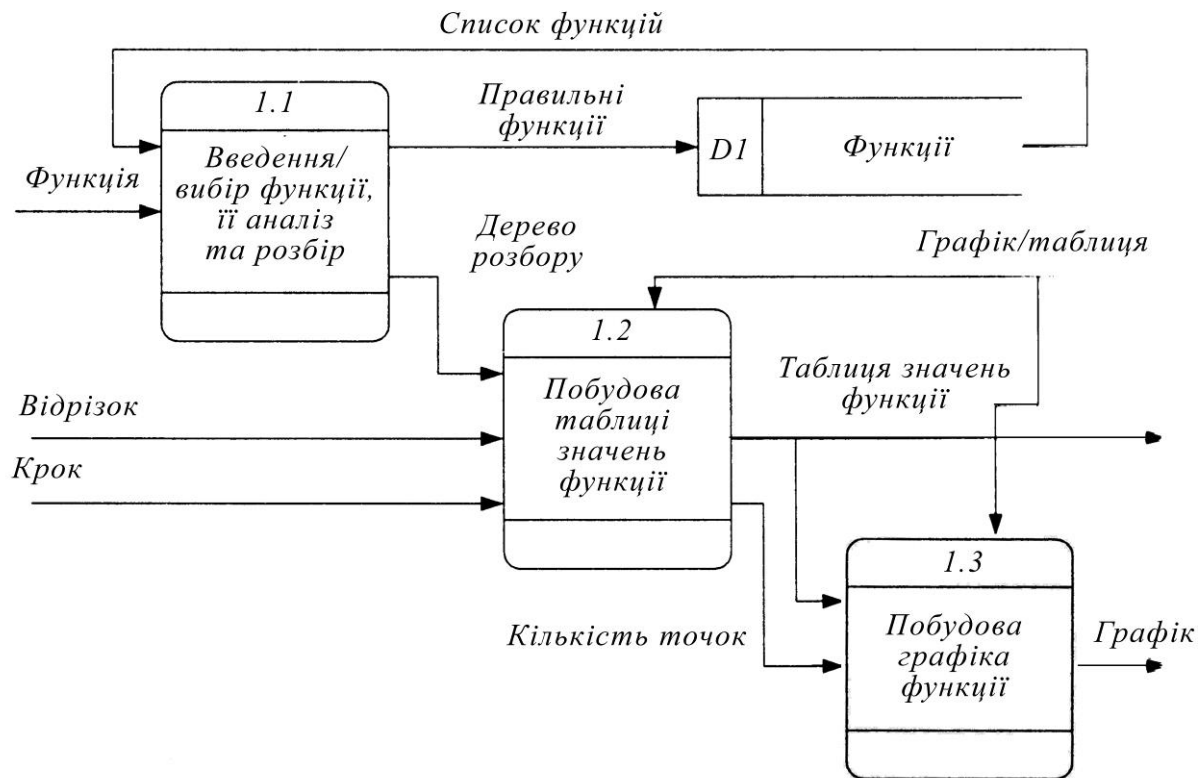 Список функцій
1.1
Введення/
вибір функції,
її аналіз
та розбір
Функція
Правильні
функції
D1
Функції
Дерево
розбору
Графік/таблиця
1.2
Побудова
таблиці
значень
функції
Відрізок
Крок
Таблиця значень
функції
Кількість точок
1.3
Побудова
графіка
функції
Графік